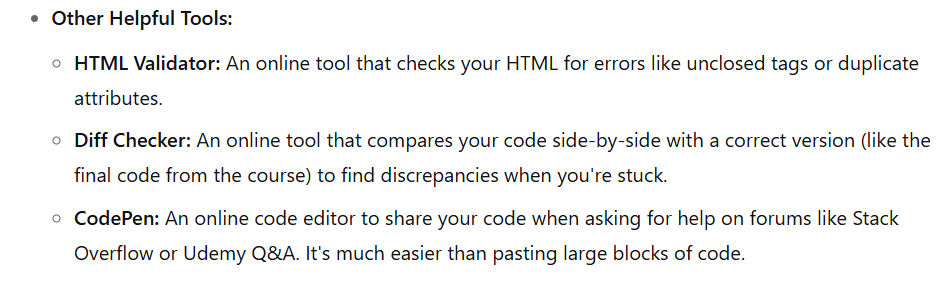 Other Helpful Tools:
HTML Validator: An online tool that checks your HTML for errors like unclosed tags or duplicate
attributes.
Diff Checker: An online tool that compares your code side-by-side with a correct version (like the
final code from the course) to find discrepancies when you're stuck.
CodePen: An online code editor to share your code when asking for help on forums like Stack
Overflow or Udemy Q&A. It's much easier than pasting large blocks of code.